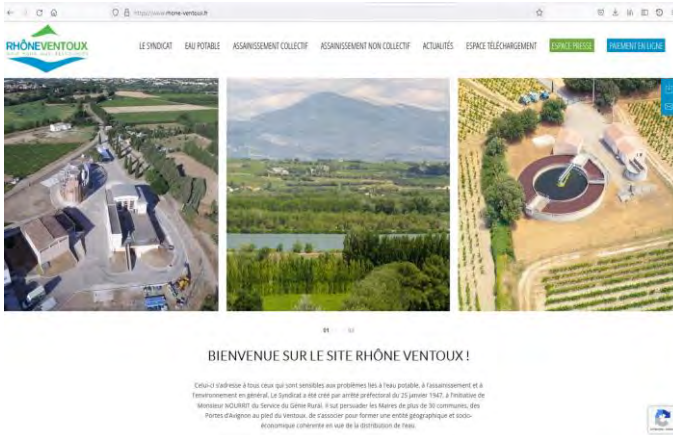 https://www.rhone-ventoux.fr
RHÔNEVENTOUX
LE SYNDICAT EAU POTABLE ASSAINISSEMENT COLLECTIF ASSAINISSEMENT NON COLLECTIF ACTUALITÉS ESPACE TÉLÉCHARGEMENT ESPACE PRESSE PAIEMENT EN LIGNE
01 02
BIENVENUE SUR LE SITE RHÔNE VENTOUX !
Celui-ci s'adresse à tous ceux qui sont sensibles aux problèmes liés à l'eau potable, à l'assainissement et à
l'environnement en général. Le Syndicat a été créé par arrêté préfectoral du 25 janvier 1947, à l'initiative de
Monsieur NOURRIT du Service du Génie Rural. Il sut persuader les Maires de plus de 30 communes, des
Portes d'Avignon au pied du Ventoux, de s'associer pour former une entité géographique et socio-
économique cohérente en vue de la distribution de l'eau.